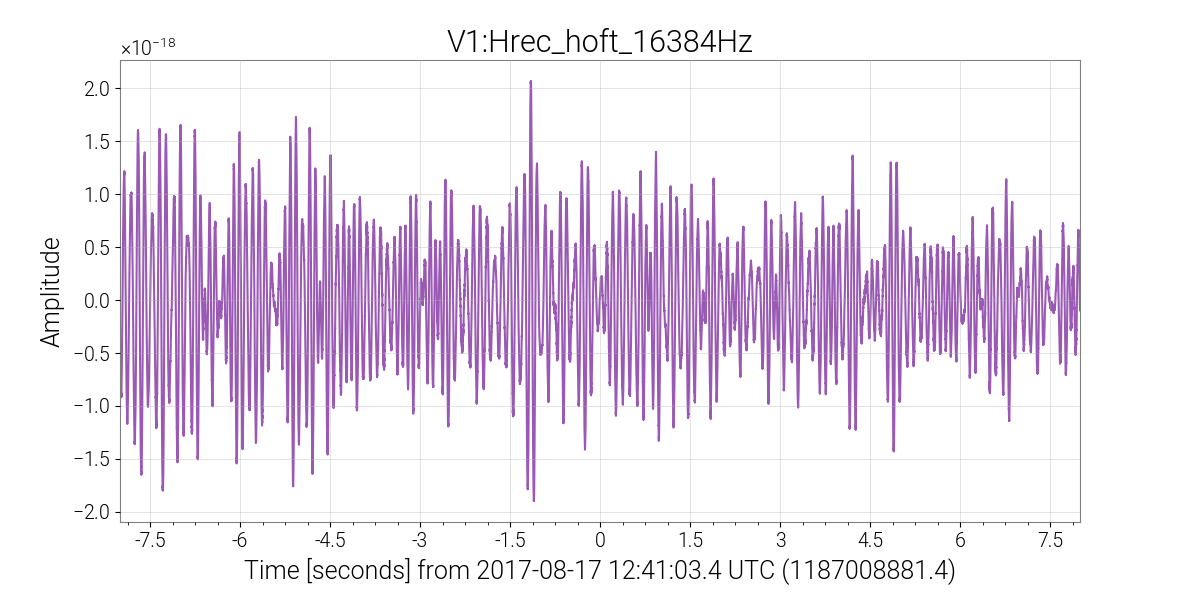 V1:Hrec_hoft_16384Hz
×10⁻¹⁸
2.0
1.5
1.0
0.5
0.0
−0.5
−1.0
−1.5
−2.0
Amplitude
-7.5 -6 -4.5 -3 -1.5 0 1.5 3 4.5 6 7.5
Time [seconds] from 2017-08-17 12:41:03.4 UTC (1187008881.4)